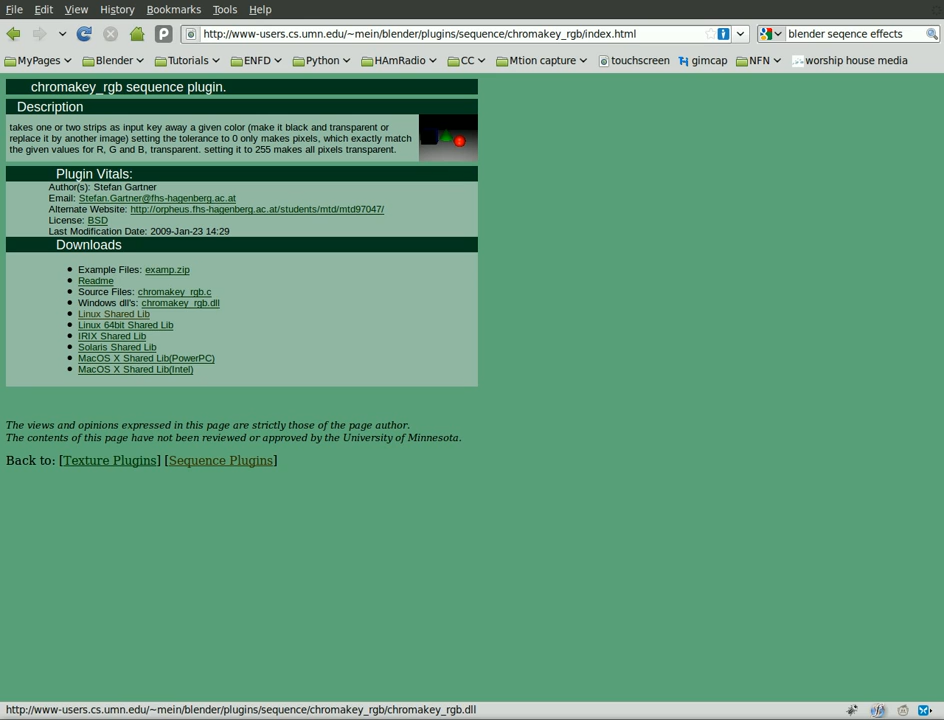 File Edit View History Bookmarks Tools Help
http://www-users.cs.umn.edu/~mein/blender/plugins/sequence/chromakey_rgb/index.html
blender seqence effects
MyPages Blender Tutorials ENFD Python HAmRadio CC Mtion capture touchscreen gimcap NFN worship house media
chromakey_rgb sequence plugin.
Description
takes one or two strips as input key away a given color (make it black and transparent or
replace it by another image) setting the tolerance to 0 only makes pixels, which exactly match
the given values for R, G and B, transparent. setting it to 255 makes all pixels transparent.
Plugin Vitals:
Author(s): Stefan Gartner
Email: Stefan.Gartner@fhs-hagenberg.ac.at
Alternate Website: http://orpheus.fhs-hagenberg.ac.at/students/mtd/mtd97047/
License: BSD
Last Modification Date: 2009-Jan-23 14:29
Downloads
Example Files: examp.zip
Readme
Source Files: chromakey_rgb.c
Windows dll's: chromakey_rgb.dll
Linux Shared Lib
Linux 64bit Shared Lib
IRIX Shared Lib
Solaris Shared Lib
MacOS X Shared Lib(PowerPC)
MacOS X Shared Lib(Intel)
The views and opinions expressed in this page are strictly those of the page author.
The contents of this page have not been reviewed or approved by the University of Minnesota.
Back to: [Texture Plugins] [Sequence Plugins]
http://www-users.cs.umn.edu/~mein/blender/plugins/sequence/chromakey_rgb/chromakey_rgb.dll